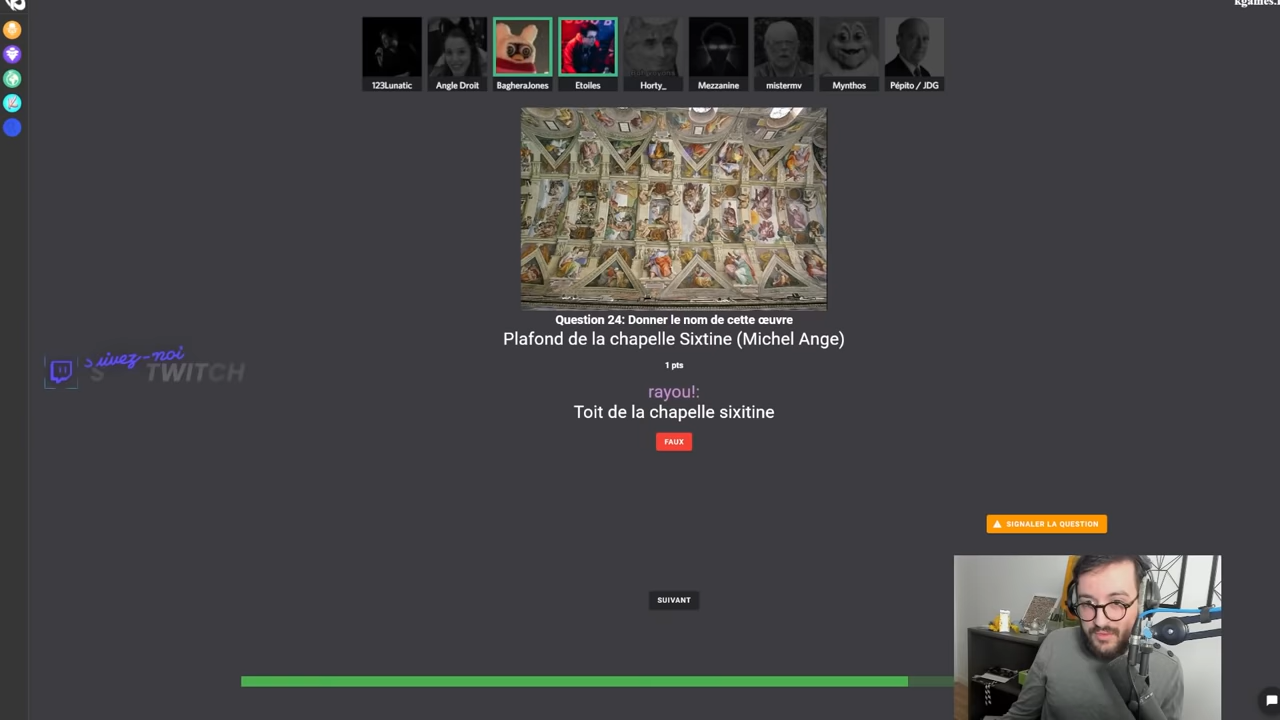 kgames.
123Lunatic
Angle Droit
BagheraJones
Etoiles
Horty_
Mezzanine
mistermv
Mynthos
Pépito / JDG
Question 24: Donner le nom de cette œuvre
Plafond de la chapelle Sixtine (Michel Ange)
1 pts
rayou!:
Toit de la chapelle sixitine
FAUX
suivez-moi
S TWITCH
SIGNALER LA QUESTION
SUIVANT